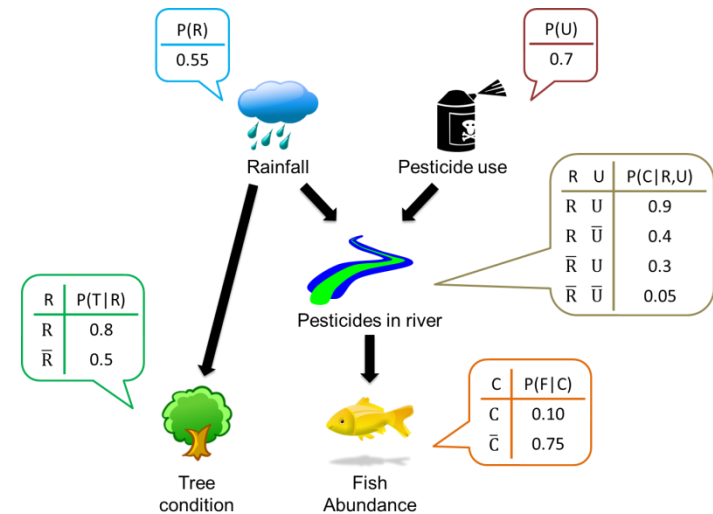 P(R)
0.55
P(U)
0.7
Rainfall
Pesticide use
R U P(C|R,U)
R U 0.9
R U̅ 0.4
R̅ U 0.3
R̅ U̅ 0.05
R P(T|R)
R 0.8
R̅ 0.5
Pesticides in river
C P(F|C)
C 0.10
C̅ 0.75
Tree
condition
Fish
Abundance